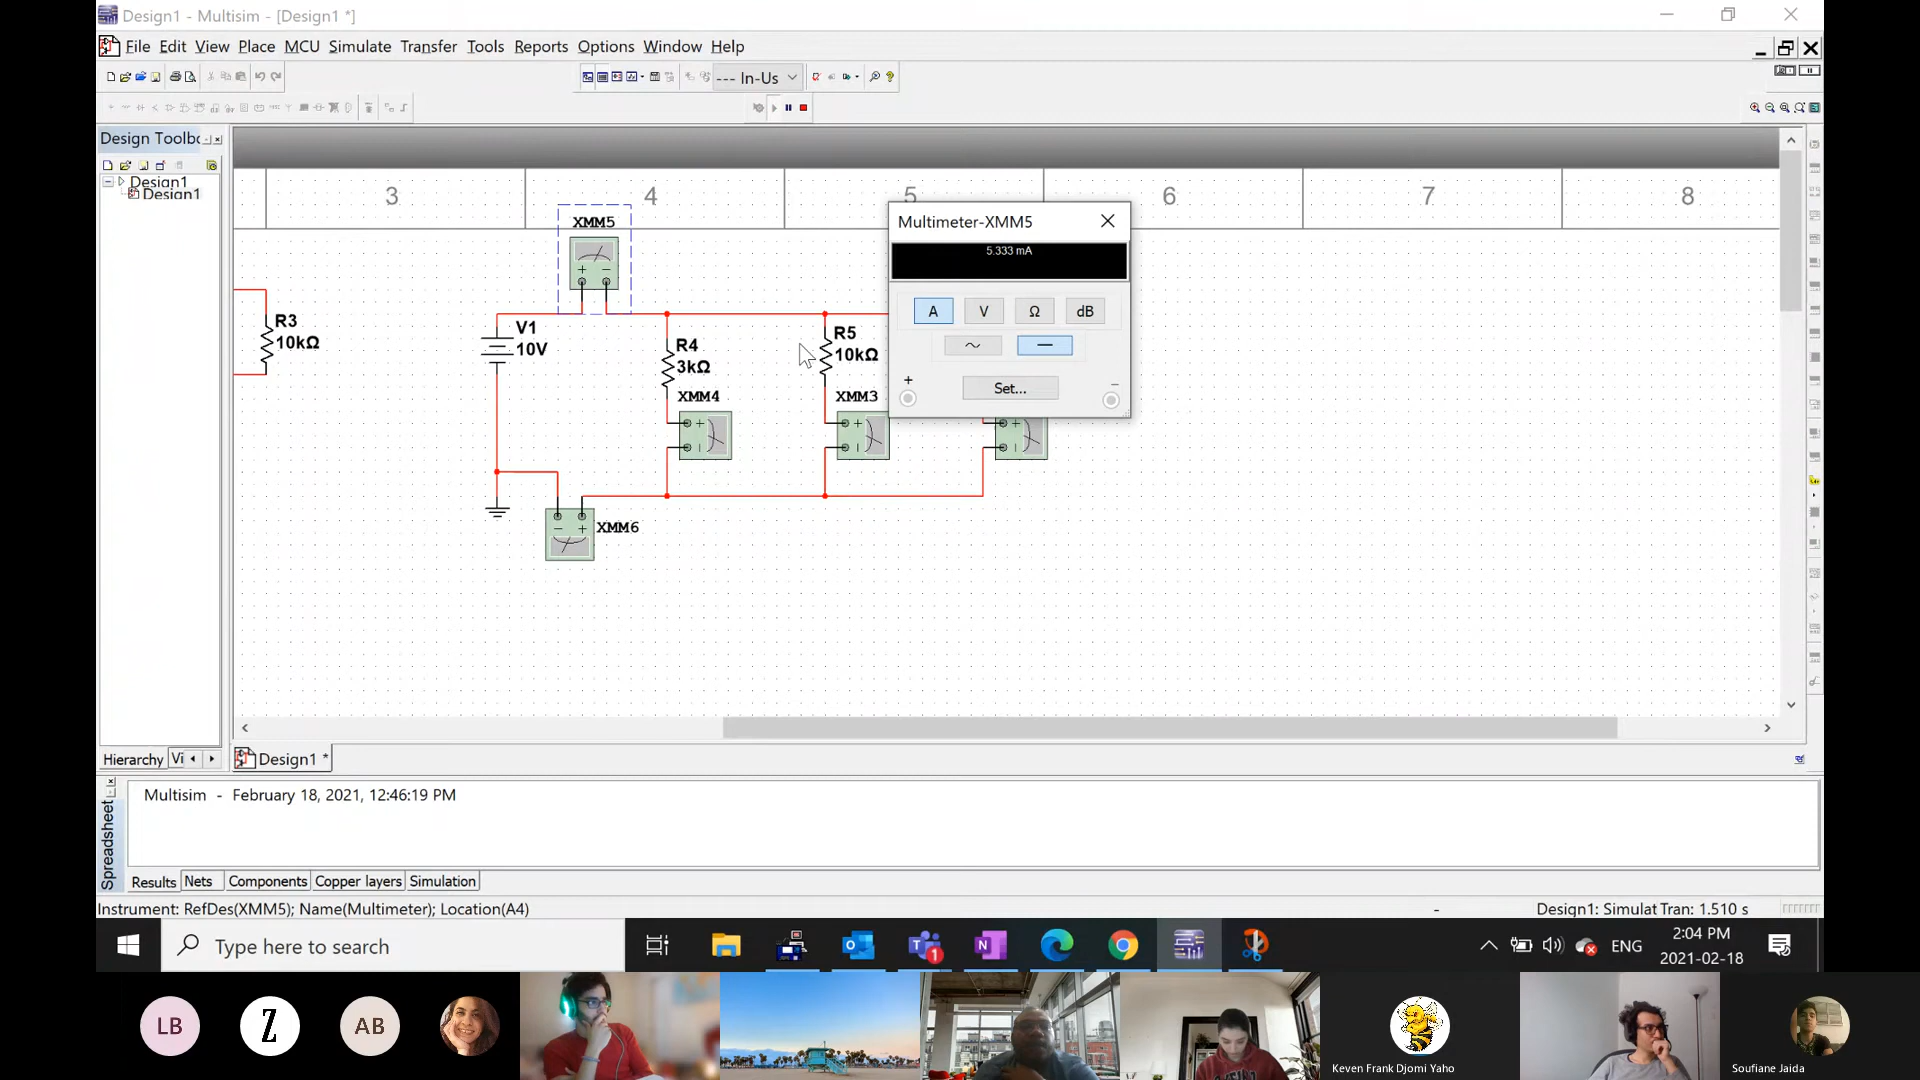 Design1 - Multisim - [Design1 *]
File Edit View Place MCU Simulate Transfer Tools Reports Options Window Help
--- In-Us
Design Toolbo
3 4 5 6 7 8
Design1
Design1
XMM5
Multimeter-XMM5
5.333 mA
A V Ω dB
+ −
Set...
R3
10kΩ
V1
10V
R4
3kΩ
R5
10kΩ
XMM4
XMM3
XMM6
Hierarchy Vi
Design1 *
Multisim - February 18, 2021, 12:46:19 PM
Spreadsheet
Results Nets Components Copper layers Simulation
Instrument: RefDes(XMM5); Name(Multimeter); Location(A4)
-
Design1: Simulat Tran: 1.510 s
Type here to search
1
ENG
2:04 PM
2021-02-18
LB Z AB
Keven Frank Djomi Yaho
Soufiane Jaida